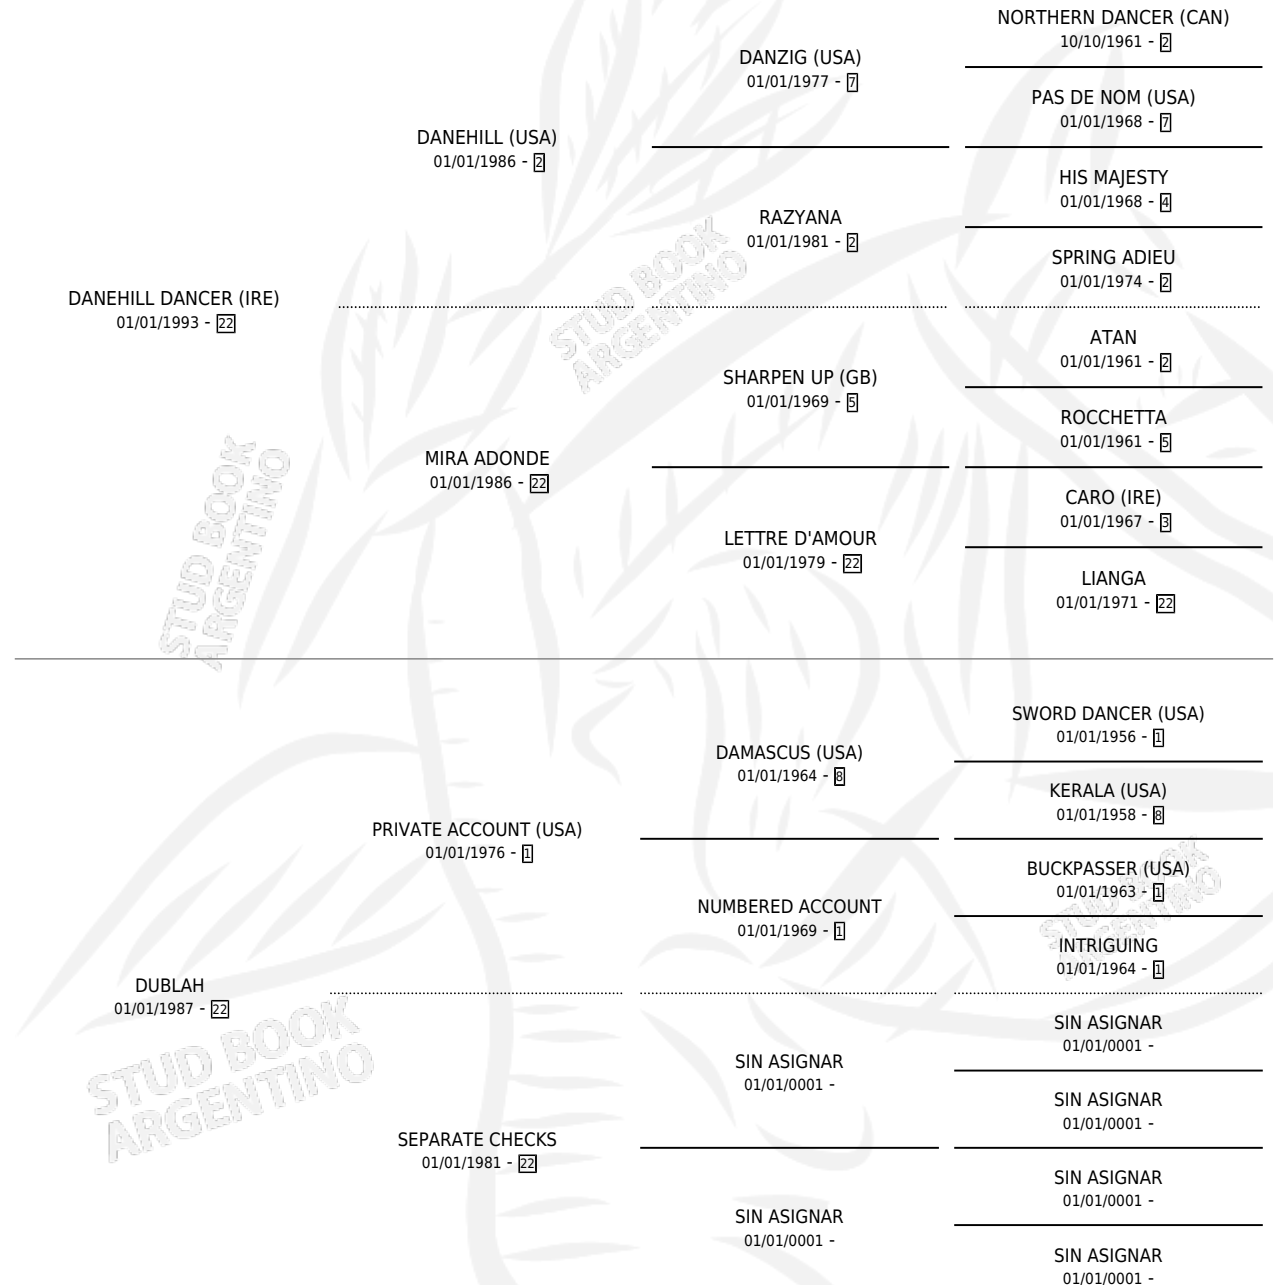 NORTHERN DANCER (CAN)
10/10/1961 - 2
DANZIG (USA)
01/01/1977 - 7
PAS DE NOM (USA)
01/01/1968 - 7
DANEHILL (USA)
01/01/1986 - 2
HIS MAJESTY
01/01/1968 - 4
RAZYANA
01/01/1981 - 2
SPRING ADIEU
01/01/1974 - 2
DANEHILL DANCER (IRE)
01/01/1993 - 22
STUD BOOK
ARGENTINO
ATAN
01/01/1961 - 2
SHARPEN UP (GB)
01/01/1969 - 5
ROCCHETTA
01/01/1961 - 5
MIRA ADONDE
01/01/1986 - 22
CARO (IRE)
01/01/1967 - 3
LETTRE D'AMOUR
01/01/1979 - 22
LIANGA
01/01/1971 - 22
STUD BOOK
ARGENTINO
SWORD DANCER (USA)
01/01/1956 - 1
DAMASCUS (USA)
01/01/1964 - 8
KERALA (USA)
01/01/1958 - 8
PRIVATE ACCOUNT (USA)
01/01/1976 - 1
BUCKPASSER (USA)
01/01/1963 - 1
NUMBERED ACCOUNT
01/01/1969 - 1
INTRIGUING
01/01/1964 - 1
STUD BOOK
ARGENTINO
DUBLAH
01/01/1987 - 22
SIN ASIGNAR
01/01/0001 -
SIN ASIGNAR
01/01/0001 -
SIN ASIGNAR
01/01/0001 -
STUD BOOK
ARGENTINO
SEPARATE CHECKS
01/01/1981 - 22
SIN ASIGNAR
01/01/0001 -
SIN ASIGNAR
01/01/0001 -
SIN ASIGNAR
01/01/0001 -